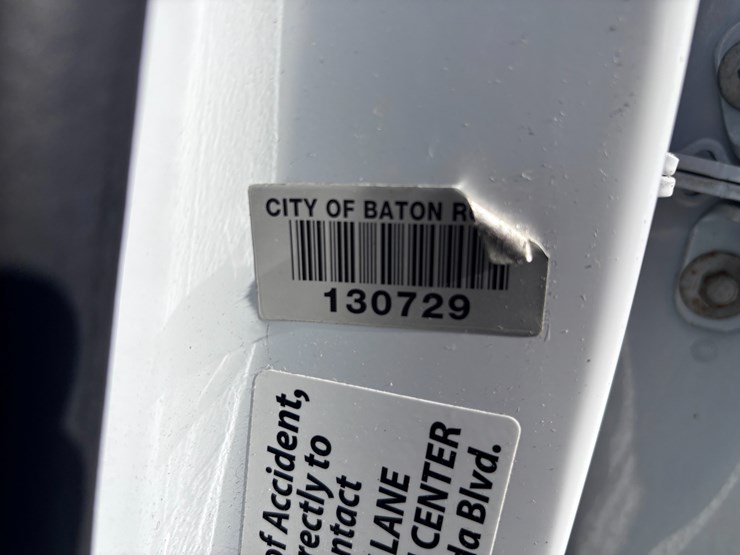 CITY OF BATON R
130729
of Accident,
rectly to
ntact
LANE
CENTER
da Blvd.